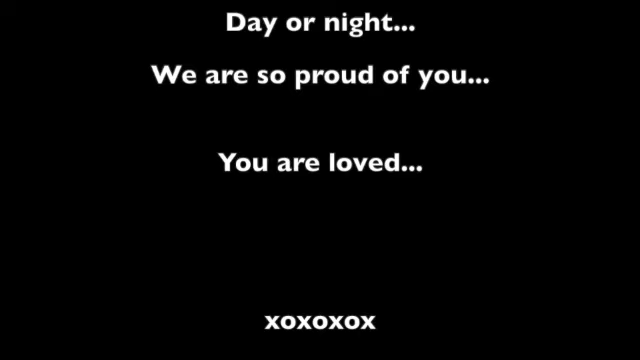 Day or night...
We are so proud of you...
You are loved...
xoxoxox